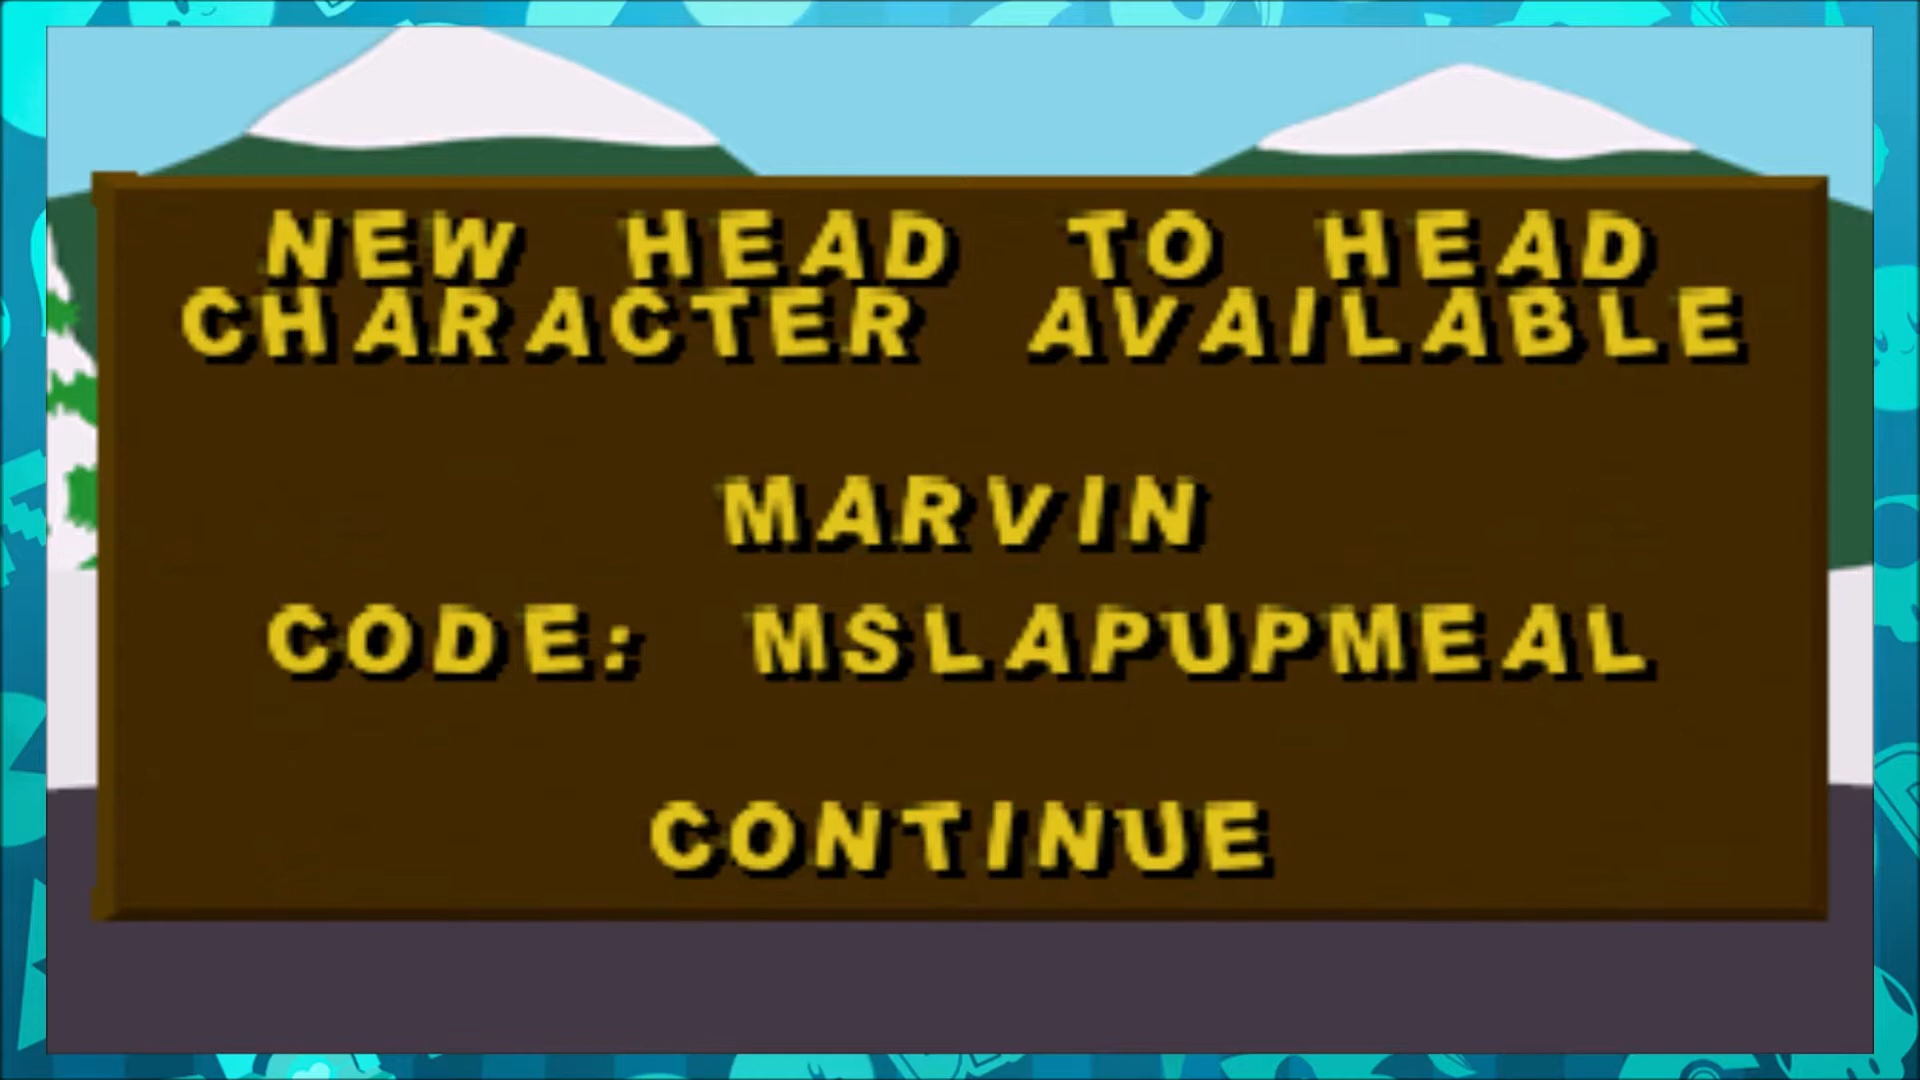 NEW HEAD TO HEAD
CHARACTER AVAILABLE
MARVIN
CODE: MSLAPUPMEAL
CONTINUE